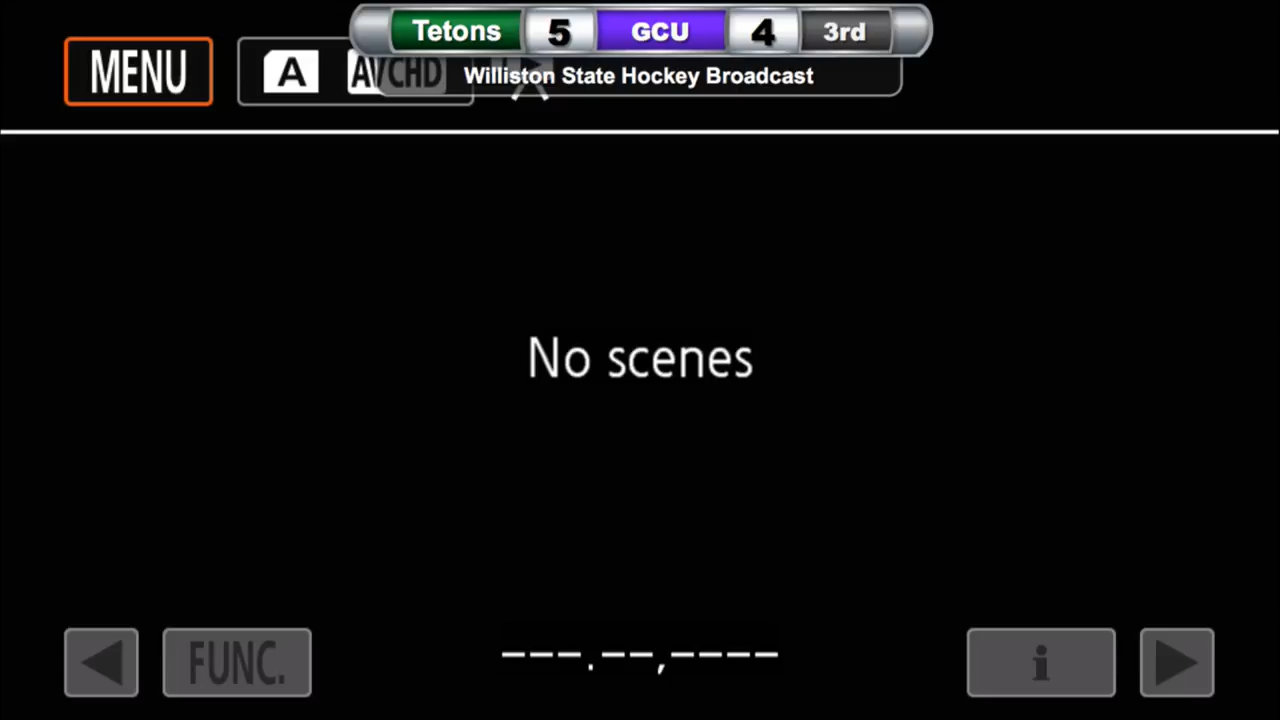 Tetons 5 GCU 4 3rd
MENU A AVCHD
Williston State Hockey Broadcast
No scenes
FUNC. ---.--,---- i